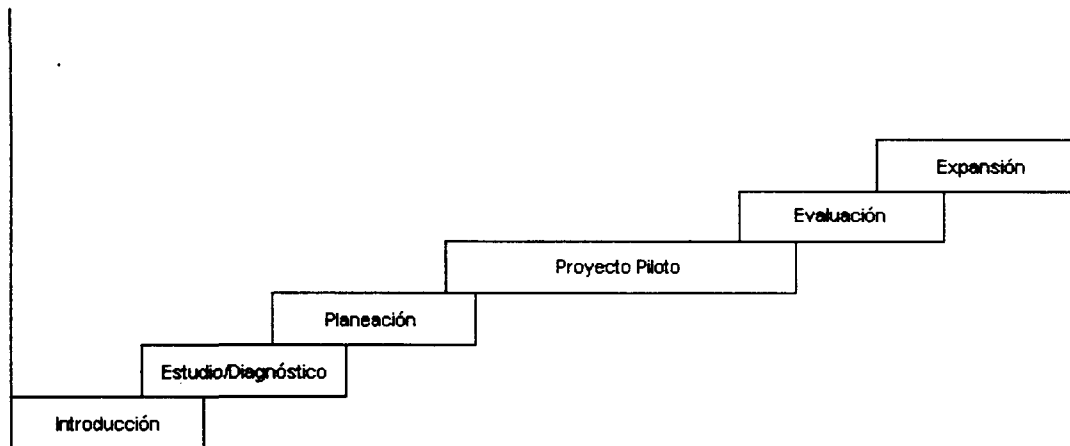 Expansión
Evaluación
Proyecto Piloto
Planeación
Estudio/Diagnóstico
Introducción